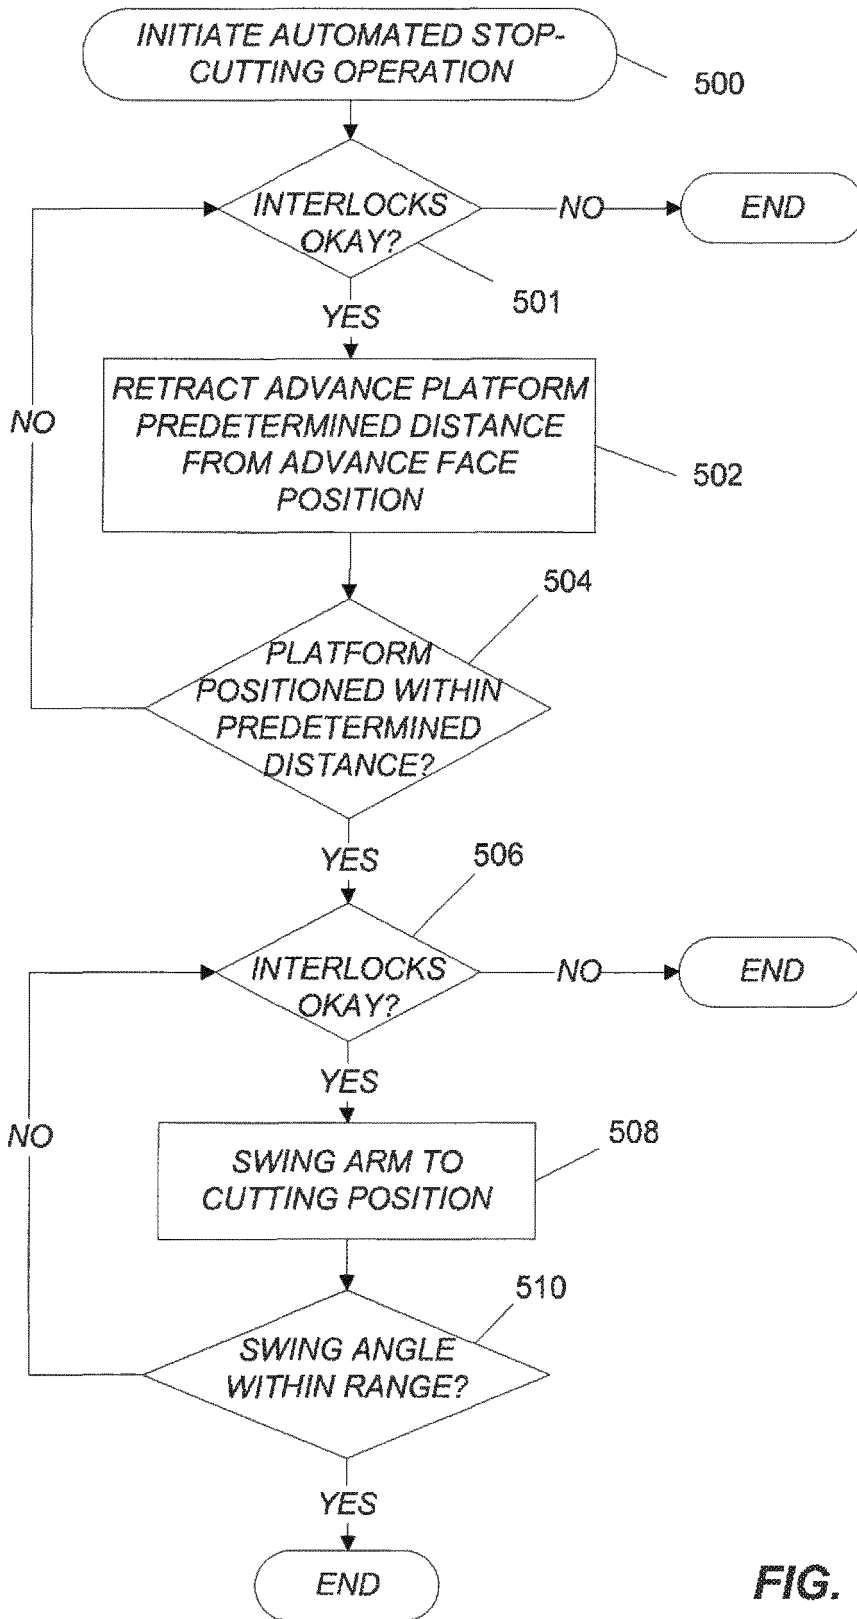 INITIATE AUTOMATED STOP-
CUTTING OPERATION
500
INTERLOCKS
OKAY?
NO
END
501
YES
RETRACT ADVANCE PLATFORM
PREDETERMINED DISTANCE
FROM ADVANCE FACE
POSITION
NO
502
504
PLATFORM
POSITIONED WITHIN
PREDETERMINED
DISTANCE?
YES
506
INTERLOCKS
OKAY?
NO
END
YES
NO
508
SWING ARM TO
CUTTING POSITION
510
SWING ANGLE
WITHIN RANGE?
YES
END
FIG.